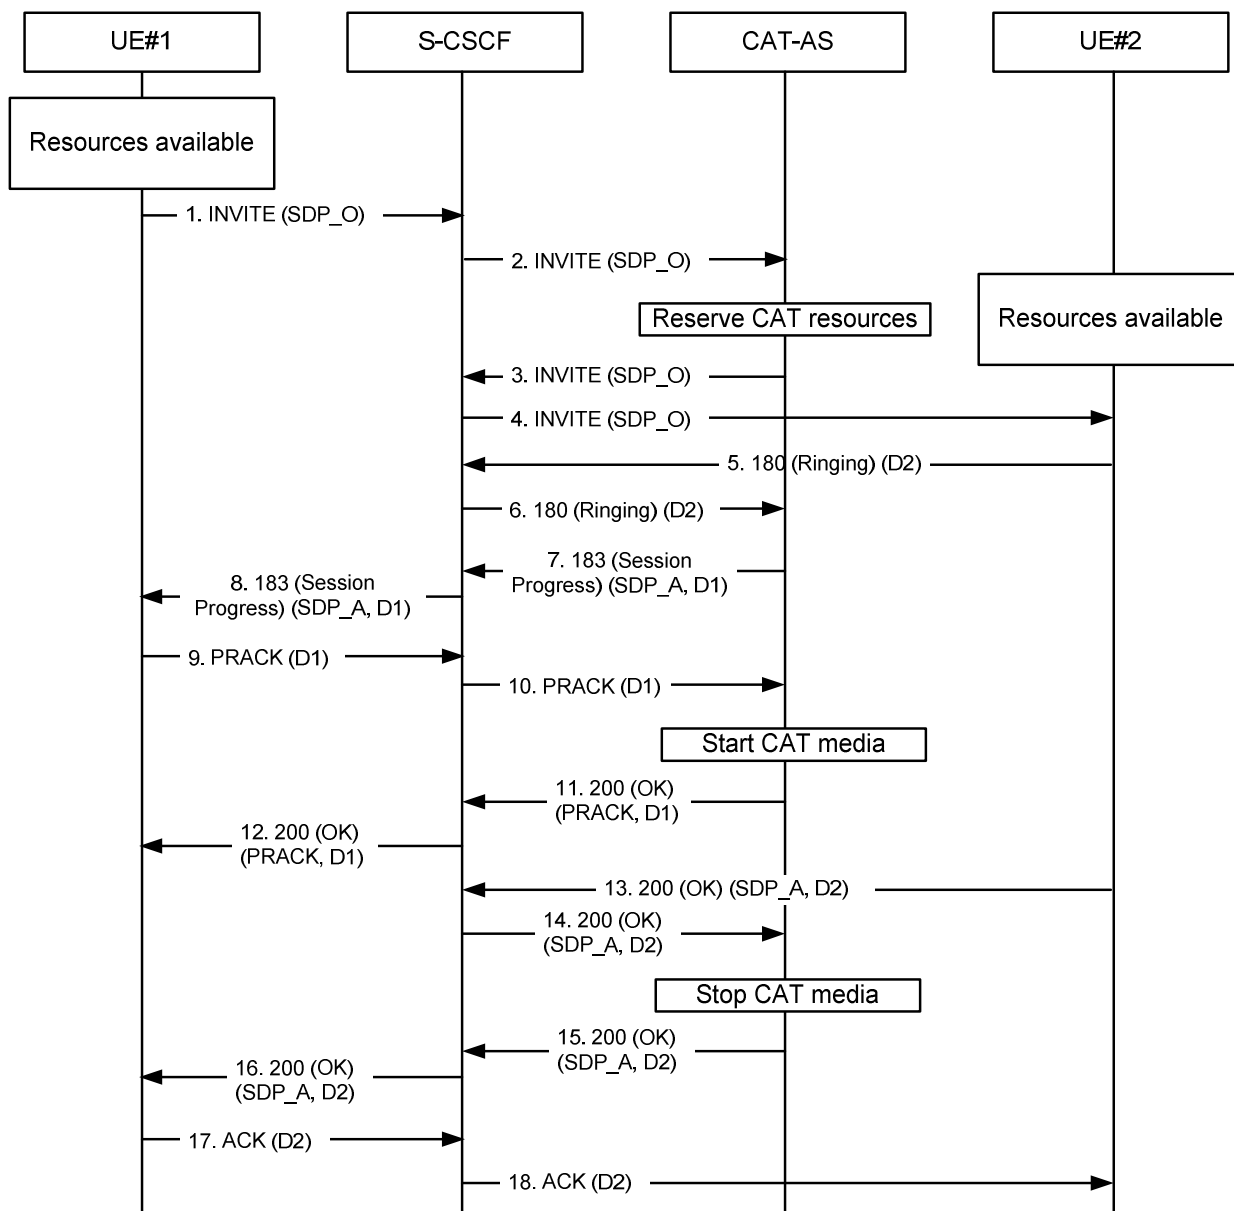 UE#1
S-CSCF
CAT-AS
UE#2
Resources available
1. INVITE (SDP_O)
2. INVITE (SDP_O)
Reserve CAT resources
Resources available
3. INVITE (SDP_O)
4. INVITE (SDP_O)
5. 180 (Ringing) (D2)
6. 180 (Ringing) (D2)
7. 183 (Session
Progress) (SDP_A, D1)
8. 183 (Session
Progress) (SDP_A, D1)
9. PRACK (D1)
10. PRACK (D1)
Start CAT media
11. 200 (OK)
(PRACK, D1)
12. 200 (OK)
(PRACK, D1)
13. 200 (OK) (SDP_A, D2)
14. 200 (OK)
(SDP_A, D2)
Stop CAT media
15. 200 (OK)
(SDP_A, D2)
16. 200 (OK)
(SDP_A, D2)
17. ACK (D2)
18. ACK (D2)